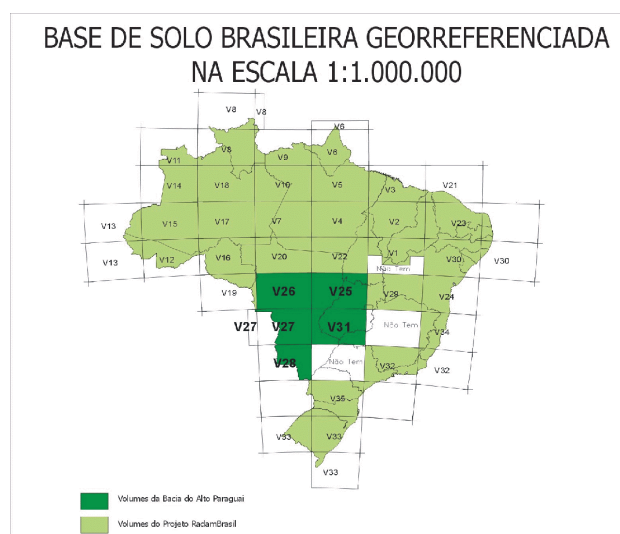 BASE DE SOLO BRASILEIRA GEORREFERENCIADA
NA ESCALA 1:1.000.000
V8
V8
V6
V8
V9
V6
V11
V14
V18
V10
V5
V3
V21
V13
V15
V17
V7
V4
V2
V23
V13
V12
V16
V20
V22
V1
Não Tem
V30
V30
V19
V26
V25
V29
V24
V27
V27
V31
Não Tem
V34
V28
Não Tem
V32
V32
V35
V33
V33
V33
Volumes da Bacia do Alto Paraguai
Volumes do Projeto RadamBrasil